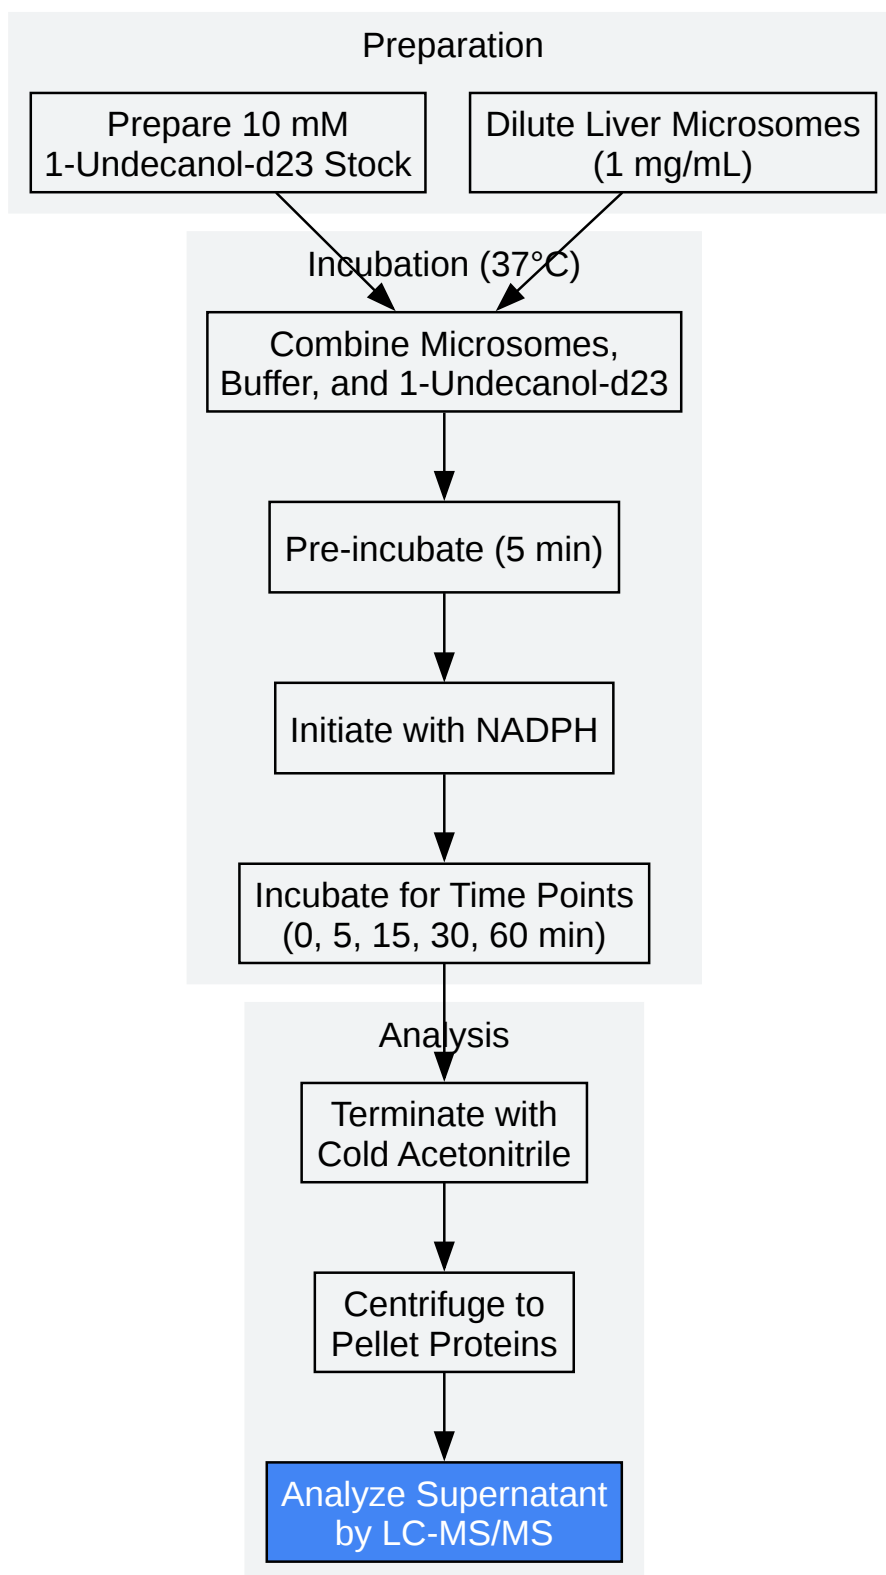 Preparation
Prepare 10 mM
1-Undecanol-d23 Stock
Dilute Liver Microsomes
(1 mg/mL)
Incubation (37°C)
Combine Microsomes,
Buffer, and 1-Undecanol-d23
Pre-incubate (5 min)
Initiate with NADPH
Incubate for Time Points
(0, 5, 15, 30, 60 min)
Analysis
Terminate with
Cold Acetonitrile
Centrifuge to
Pellet Proteins
Analyze Supernatant
by LC-MS/MS